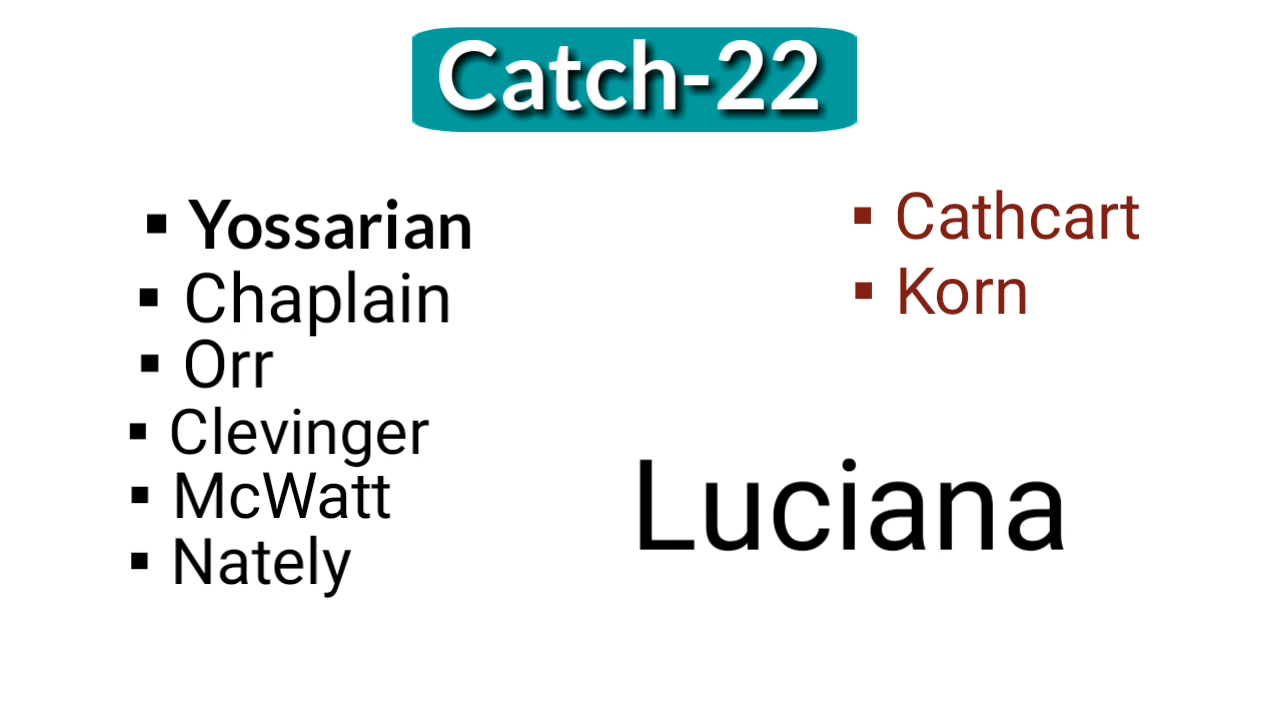 Catch-22
▪ Yossarian
▪ Chaplain
▪ Orr
▪ Clevinger
▪ McWatt
▪ Nately
▪ Cathcart
▪ Korn
Luciana